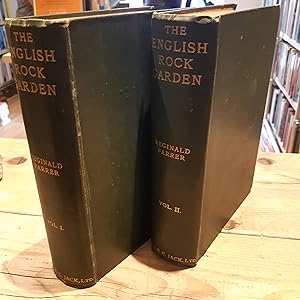 THE
ENGLISH
ROCK
GARDEN
REGINALD
FARRER
VOL. I.
THE
ENGLISH
ROCK
GARDEN
REGINALD
FARRER
VOL. II.
E.C. JACK, LTD.